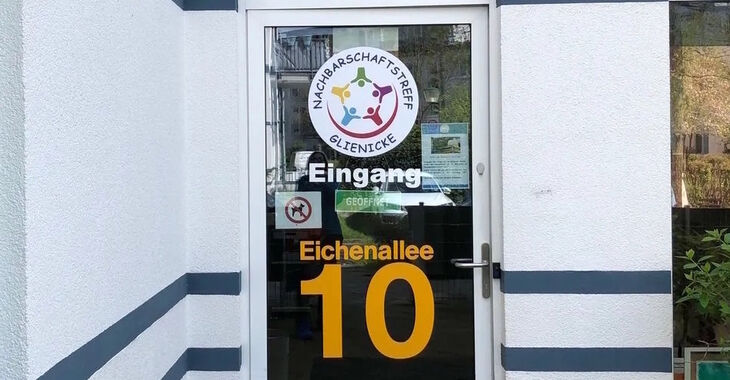 NACHBARSCHAFTSTREFF
GLIENICKE
Eingang
GEÖFFNET
Eichenallee
10